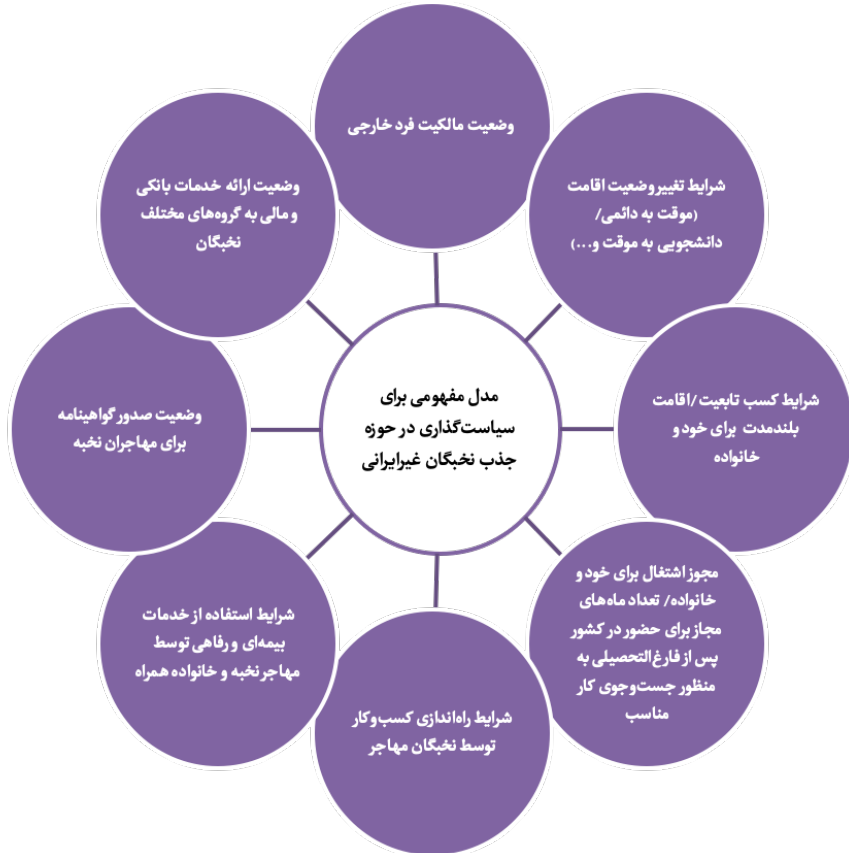 وضعیت مالکیت فرد خارجی
شرایط تغییر وضعیت اقامت
(موقت به دائمی/
دانشجویی به موقت و...)
شرایط کسب تابعیت/اقامت
بلندمدت برای خود و
خانواده
مجوز اشتغال برای خود و
خانواده/ تعداد ماه‌های
مجاز برای حضور در کشور
پس از فارغ‌التحصیلی به
منظور جست‌وجوی کار
مناسب
شرایط راه‌اندازی کسب‌وکار
توسط نخبگان مهاجر
شرایط استفاده از خدمات
بیمه‌ای و رفاهی توسط
مهاجر نخبه و خانواده همراه
وضعیت صدور گواهینامه
برای مهاجران نخبه
وضعیت ارائه خدمات بانکی
و مالی به گروه‌های مختلف
نخبگان
مدل مفهومی برای
سیاست‌گذاری در حوزه
جذب نخبگان غیرایرانی